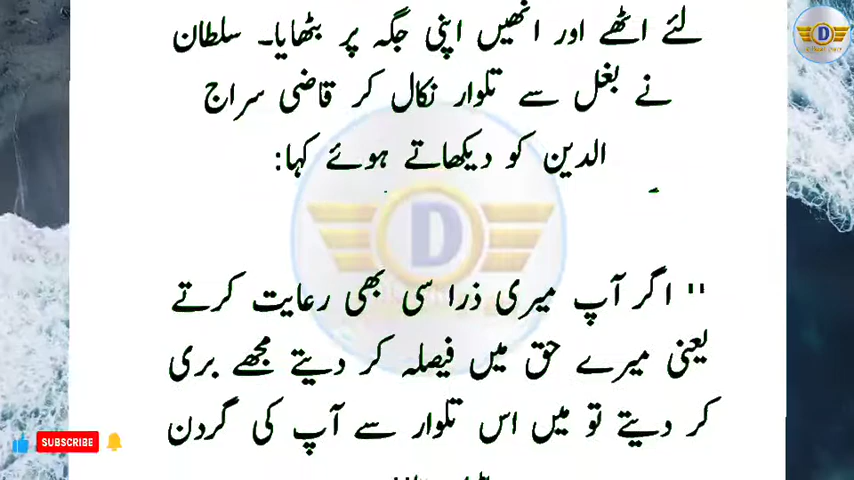 لئے اٹھے اور انھیں اپنی جگہ پر بٹھایا۔ سلطان
نے بغل سے تلوار نکال کر قاضی سراج
الدین کو دیکھاتے ہوئے کہا:
" اگر آپ میری ذرا سی بھی رعایت کرتے
یعنی میرے حق میں فیصلہ کر دیتے مجھے بری
کر دیتے تو میں اس تلوار سے آپ کی گردن
D
SUBSCRIBE